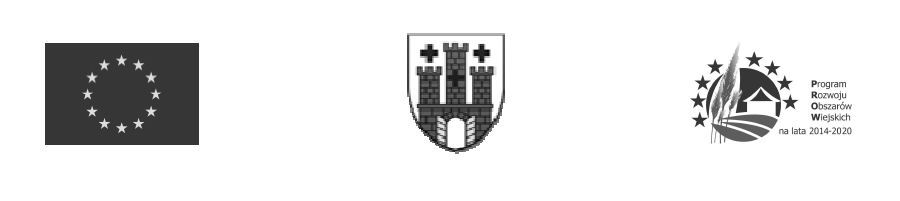 Program
Rozwoju
Obszarów
Wiejskich
na lata 2014-2020